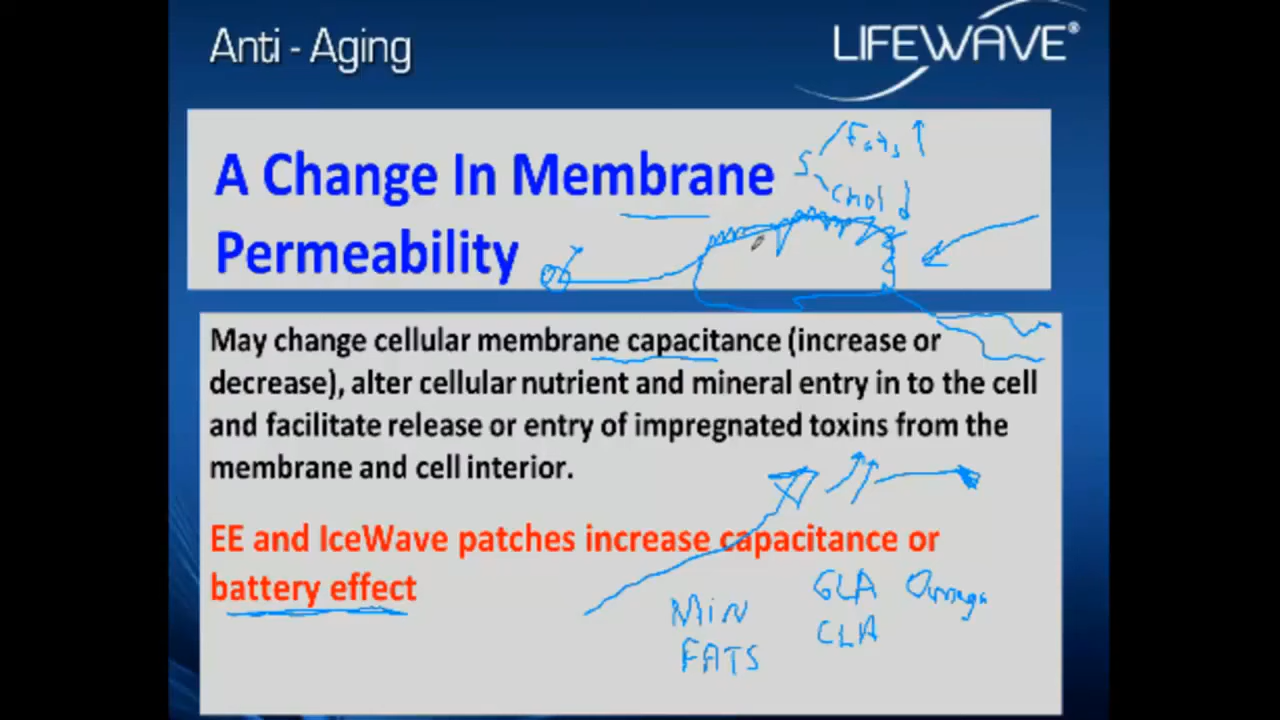 Anti - Aging
LIFEWAVE®
A Change In Membrane
Permeability
Fats
Chol
May change cellular membrane capacitance (increase or
decrease), alter cellular nutrient and mineral entry in to the cell
and facilitate release or entry of impregnated toxins from the
membrane and cell interior.
EE and IceWave patches increase capacitance or
battery effect
GLA Omega
MiN
CLA
FATS